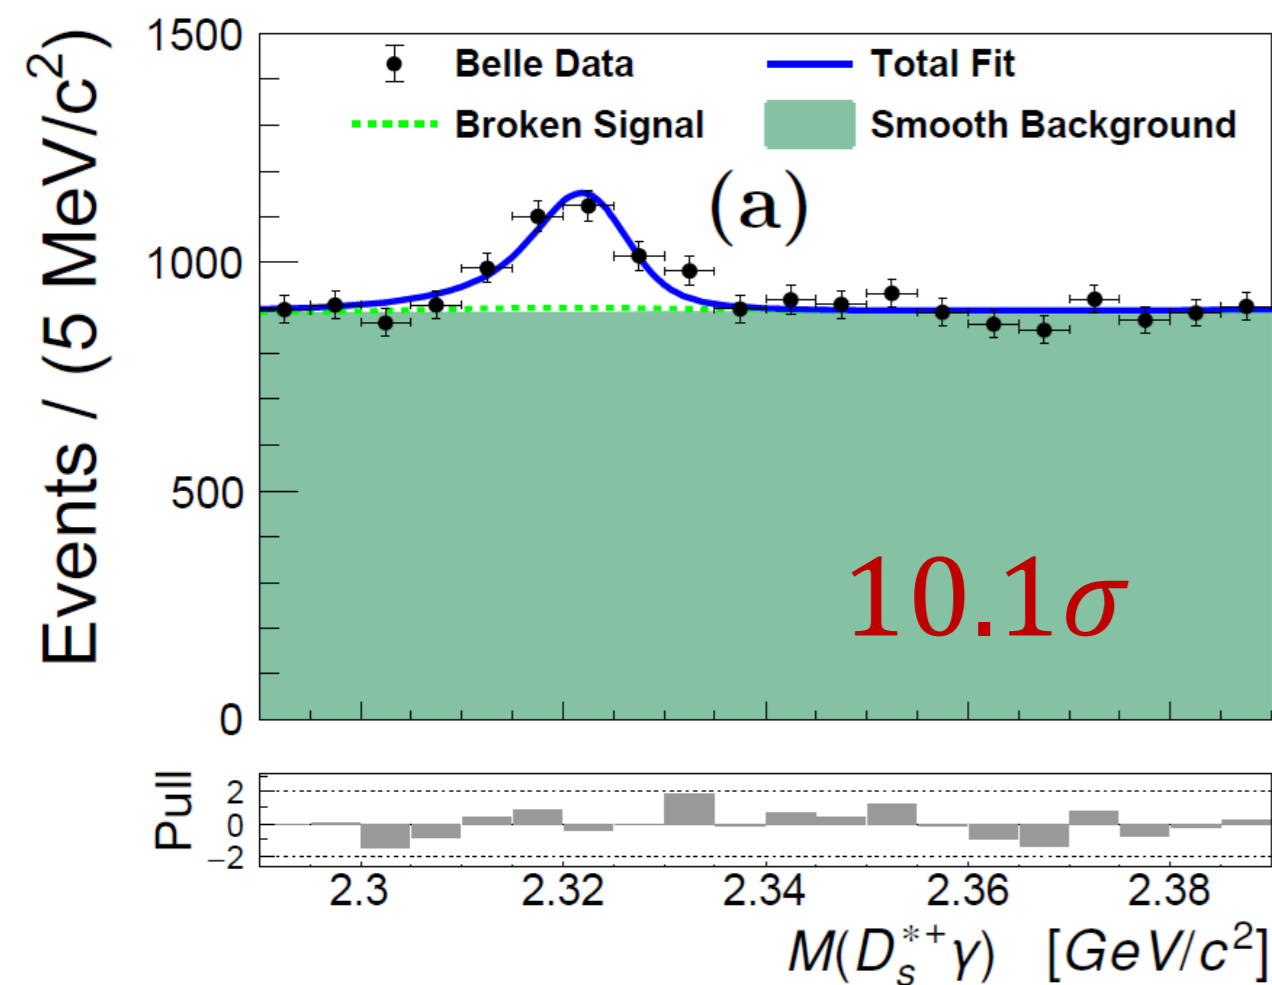 Events / (5 MeV/c²)
1500
1000
500
0
Belle Data
Total Fit
Broken Signal
Smooth Background
(a)
10.1σ
Pull
2
0
−2
2.3 2.32 2.34 2.36 2.38
M(D_s^{*+}γ) [GeV/c²]